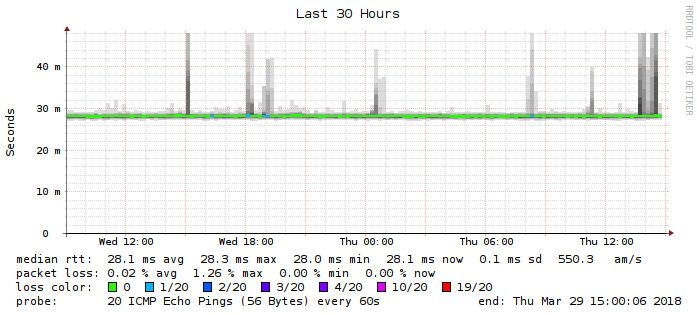 Last 30 Hours
RRDTOOL / TOBI OETIKER
Seconds
40 m
30 m
20 m
10 m
0
Wed 12:00 Wed 18:00 Thu 00:00 Thu 06:00 Thu 12:00
median rtt: 28.1 ms avg 28.3 ms max 28.0 ms min 28.1 ms now 0.1 ms sd 550.3 am/s
packet loss: 0.02 % avg 1.26 % max 0.00 % min 0.00 % now
loss color: 0 1/20 2/20 3/20 4/20 10/20 19/20
probe: 20 ICMP Echo Pings (56 Bytes) every 60s end: Thu Mar 29 15:00:06 2018